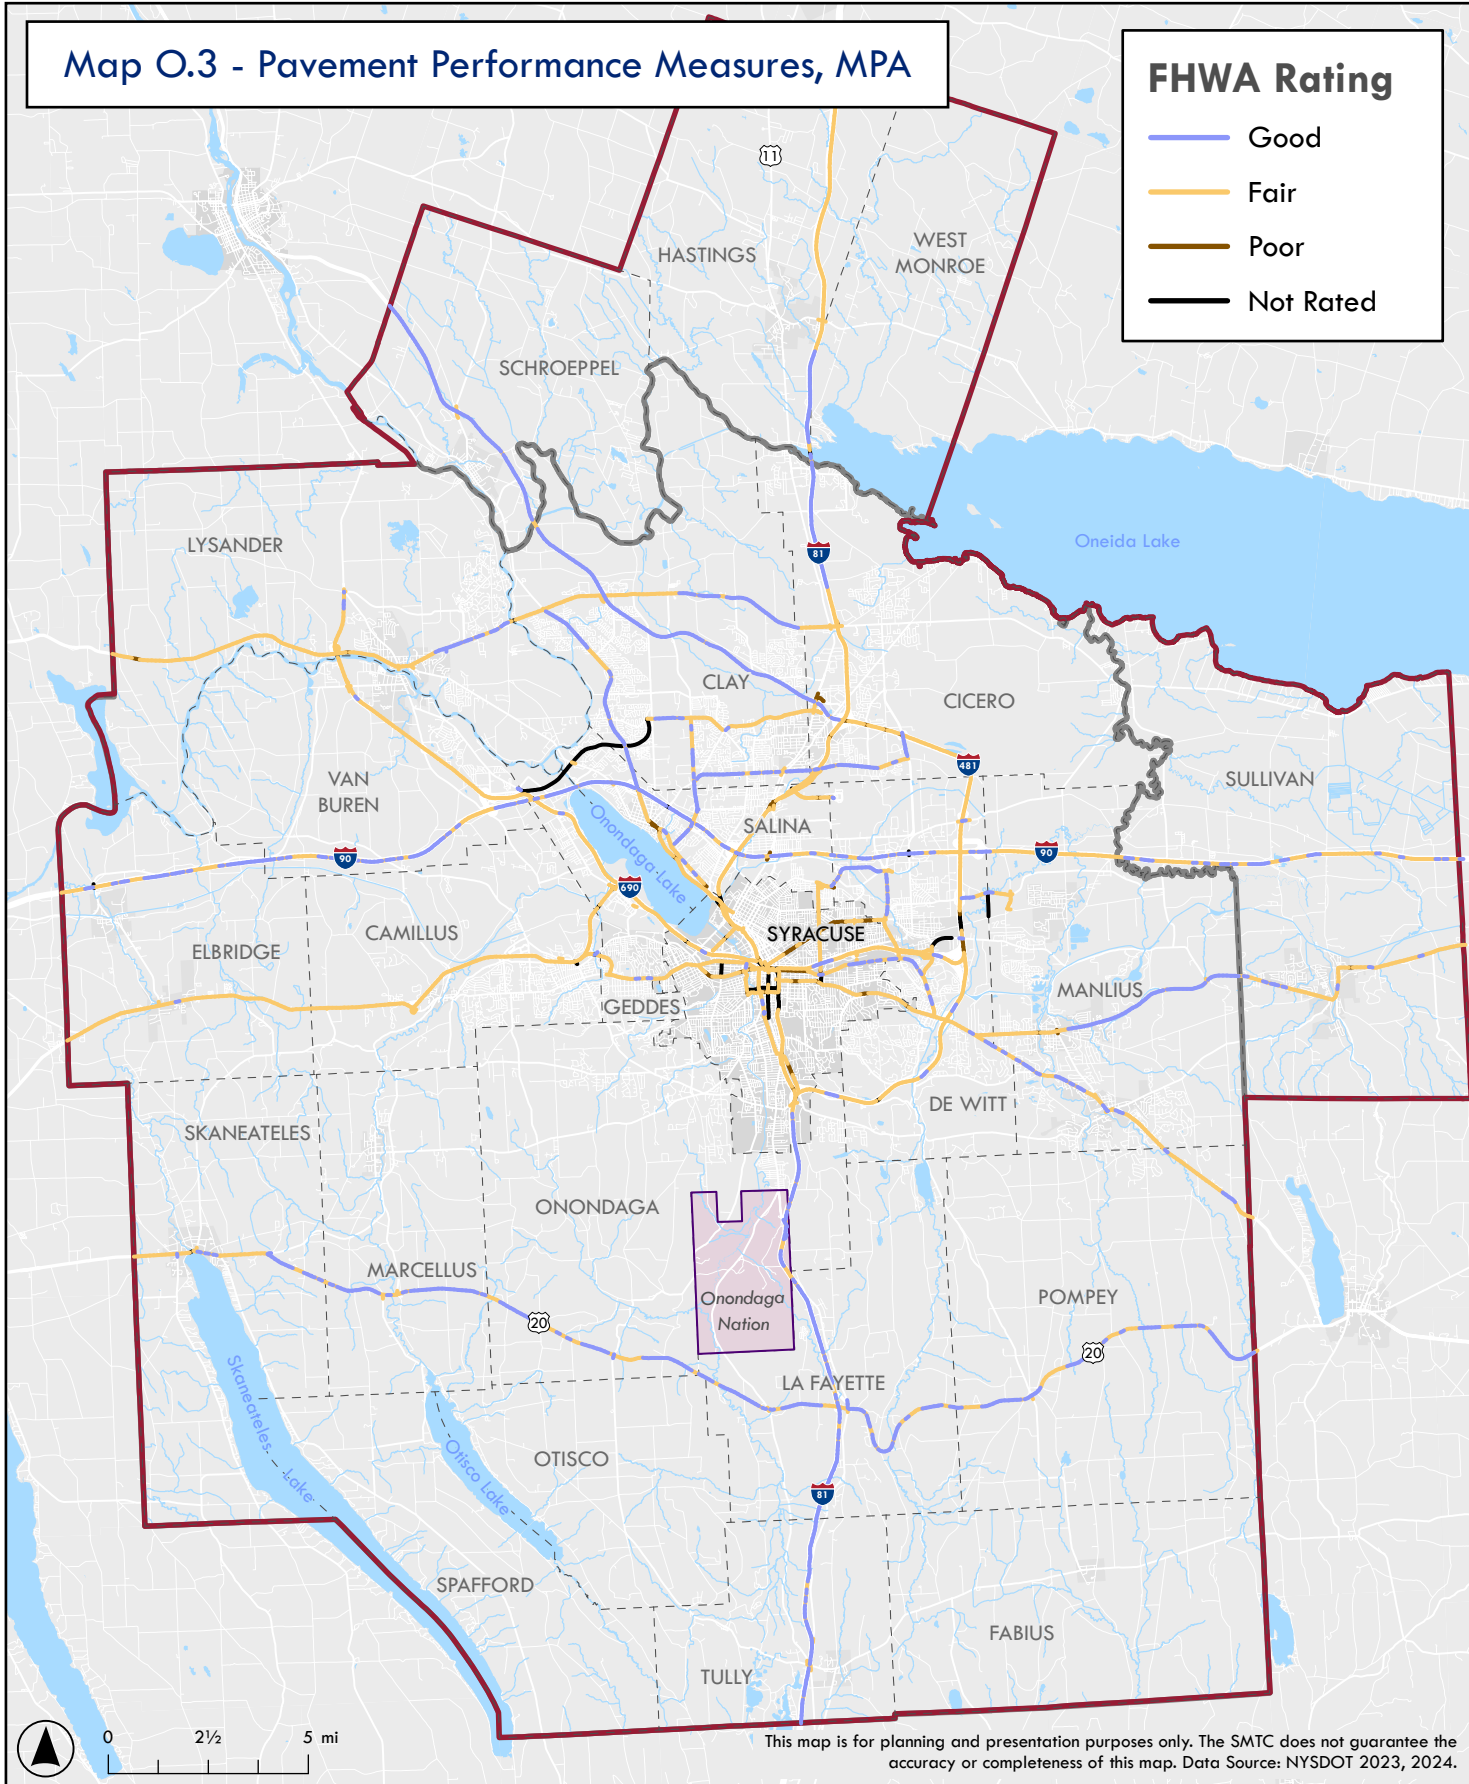 Map O.3 - Pavement Performance Measures, MPA
FHWA Rating
Good
Fair
Poor
Not Rated
11
HASTINGS
WEST
MONROE
SCHROEPPEL
LYSANDER
81
Oneida Lake
CLAY
CICERO
VAN
BUREN
481
SULLIVAN
Onondaga Lake
SALINA
90
90
690
CAMILLUS
SYRACUSE
ELBRIDGE
GEDDES
MANLIUS
DE WITT
SKANEATELES
ONONDAGA
MARCELLUS
Onondaga
Nation
POMPEY
20
20
LA FAYETTE
Skaneateles
Lake
Otisco Lake
OTISCO
81
SPAFFORD
FABIUS
TULLY
0 2½ 5 mi
This map is for planning and presentation purposes only. The SMTC does not guarantee the
accuracy or completeness of this map. Data Source: NYSDOT 2023, 2024.